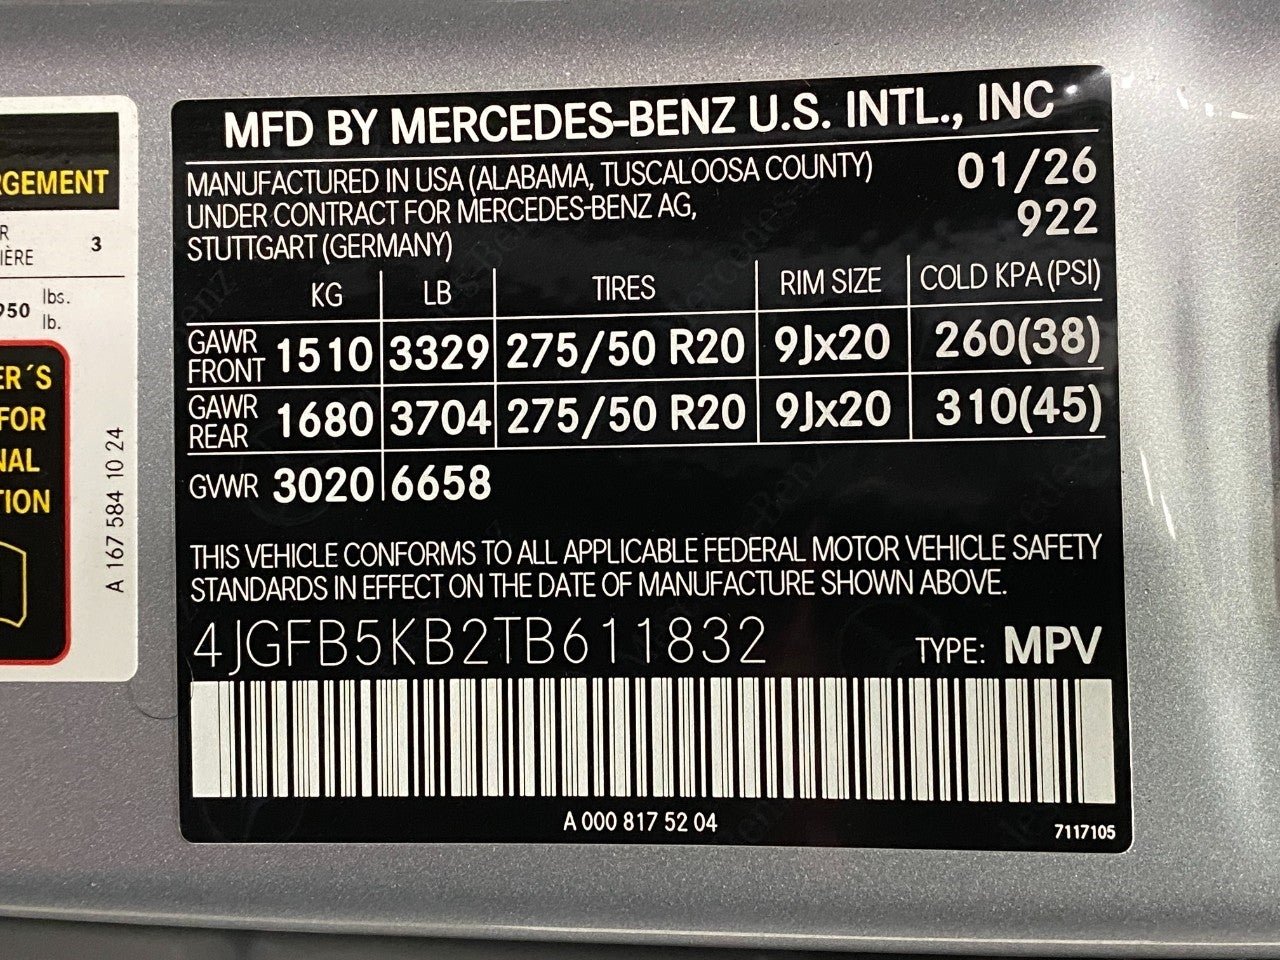 MFD BY MERCEDES-BENZ U.S. INTL., INC
MANUFACTURED IN USA (ALABAMA, TUSCALOOSA COUNTY) 01/26
UNDER CONTRACT FOR MERCEDES-BENZ AG, 922
STUTTGART (GERMANY)
KG LB TIRES RIM SIZE COLD KPA (PSI)
GAWR FRONT 1510 3329 275/50 R20 9Jx20 260(38)
GAWR REAR 1680 3704 275/50 R20 9Jx20 310(45)
GVWR 3020 6658
THIS VEHICLE CONFORMS TO ALL APPLICABLE FEDERAL MOTOR VEHICLE SAFETY
STANDARDS IN EFFECT ON THE DATE OF MANUFACTURE SHOWN ABOVE.
4JGFB5KB2TB611832 TYPE: MPV
A 000 817 52 04
7117105
3
lbs.
lb.
FOR
A 167 584 10 24